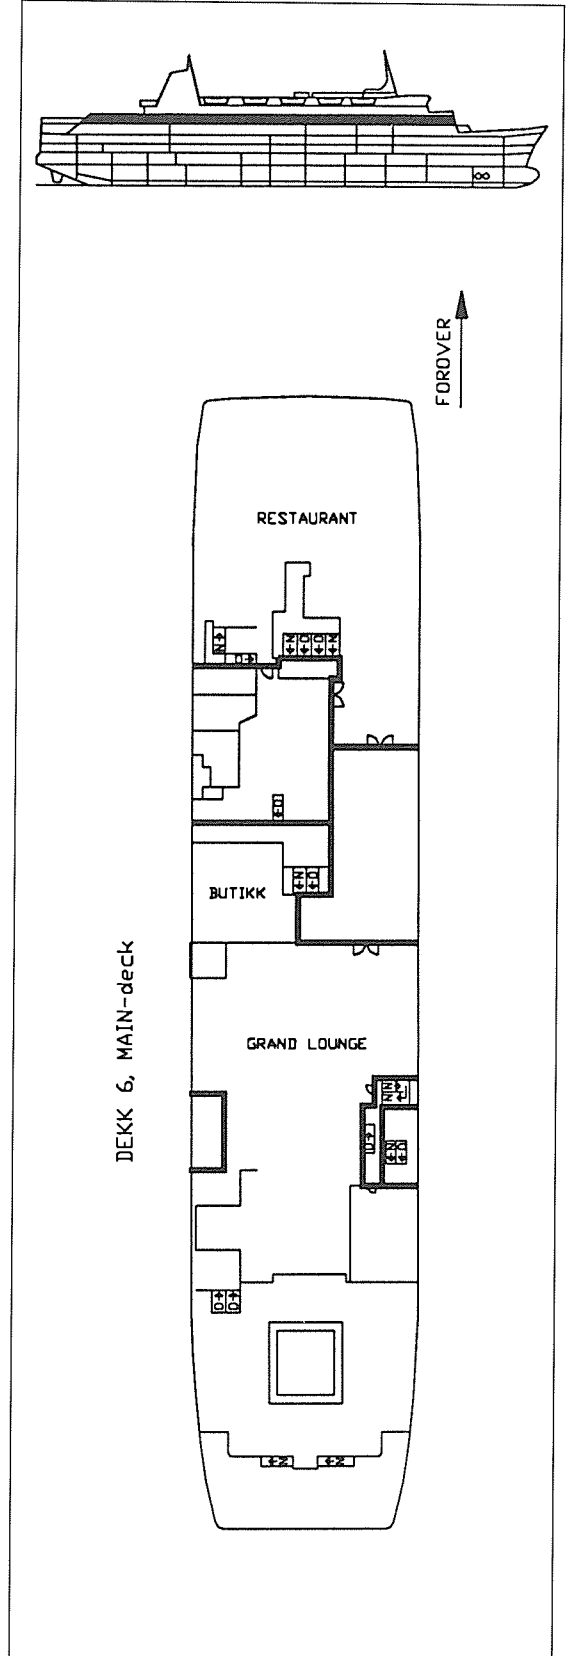 FOROVER
RESTAURANT
N
O
N
O
O
N
O
N O
BUTIKK
DEKK 6, MAIN-deck
GRAND LOUNGE
N N
O
N O
O O
N N